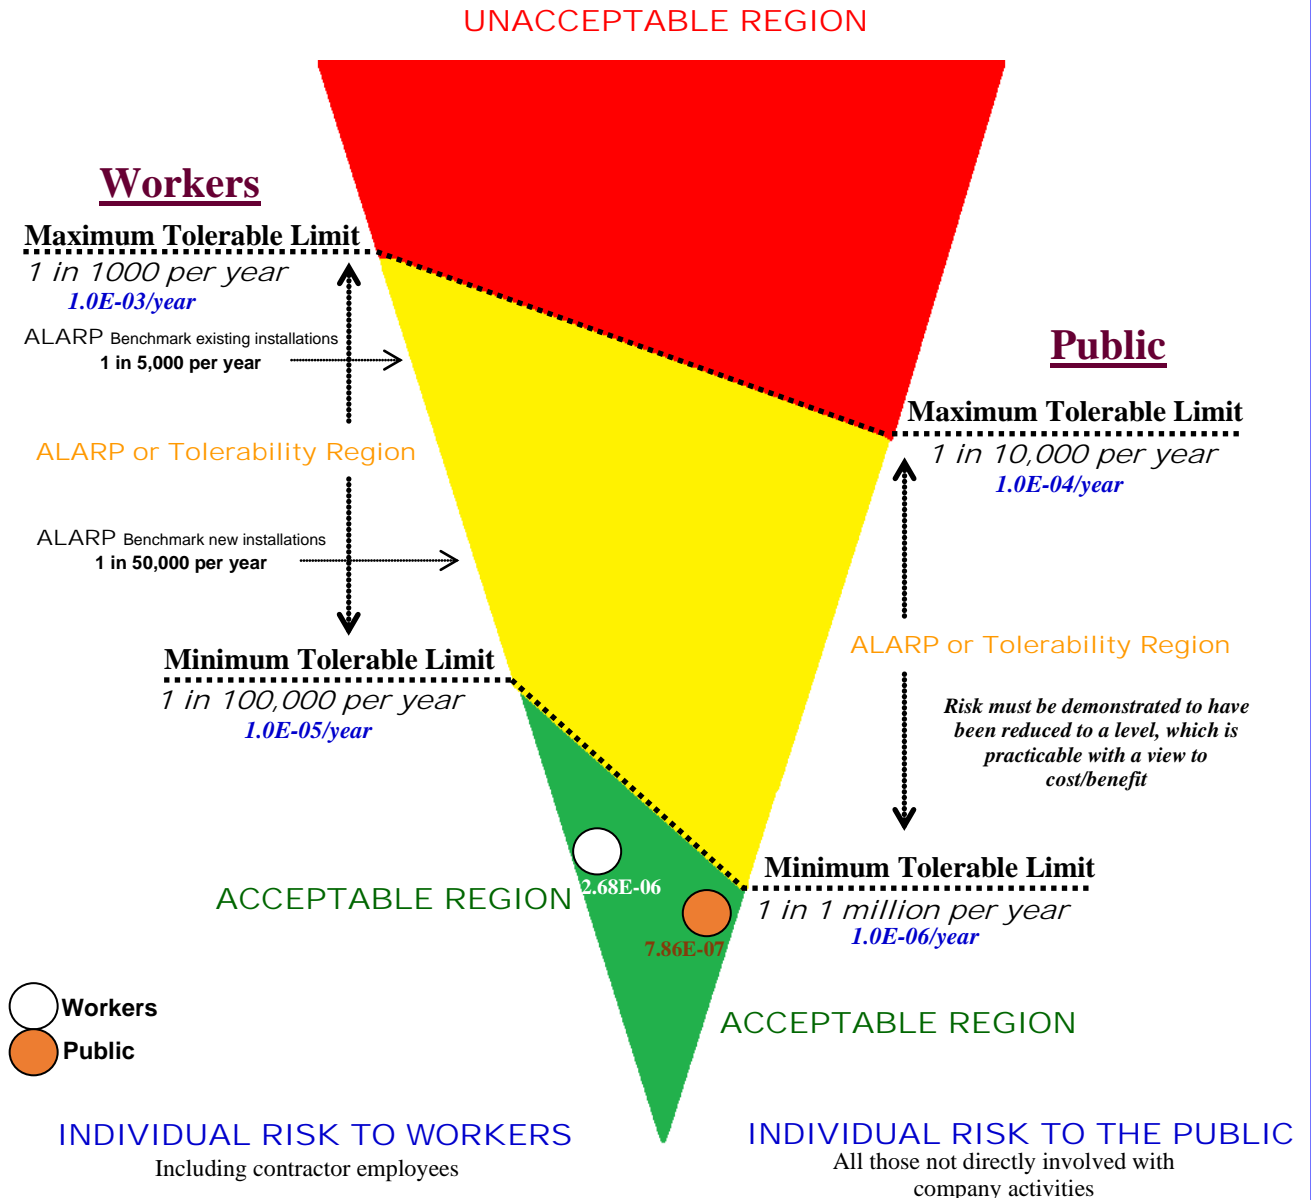 UNACCEPTABLE REGION
Workers
Maximum Tolerable Limit
1 in 1000 per year
1.0E-03/year
ALARP Benchmark existing installations
1 in 5,000 per year
ALARP or Tolerability Region
ALARP Benchmark new installations
1 in 50,000 per year
Minimum Tolerable Limit
1 in 100,000 per year
1.0E-05/year
Public
Maximum Tolerable Limit
1 in 10,000 per year
1.0E-04/year
ALARP or Tolerability Region
Risk must be demonstrated to have
been reduced to a level, which is
practicable with a view to
cost/benefit
Minimum Tolerable Limit
1 in 1 million per year
1.0E-06/year
ACCEPTABLE REGION
2.68E-06
7.86E-07
ACCEPTABLE REGION
Workers
Public
INDIVIDUAL RISK TO WORKERS
Including contractor employees
INDIVIDUAL RISK TO THE PUBLIC
All those not directly involved with
company activities